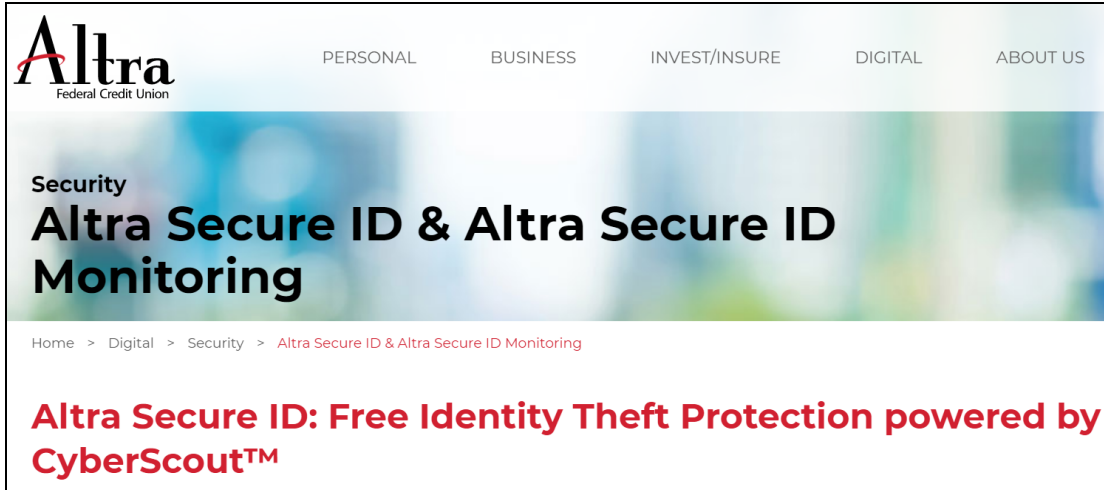 Altra
Federal Credit Union
PERSONAL BUSINESS INVEST/INSURE DIGITAL ABOUT US
Security
Altra Secure ID & Altra Secure ID
Monitoring
Home > Digital > Security > Altra Secure ID & Altra Secure ID Monitoring
Altra Secure ID: Free Identity Theft Protection powered by
CyberScout™